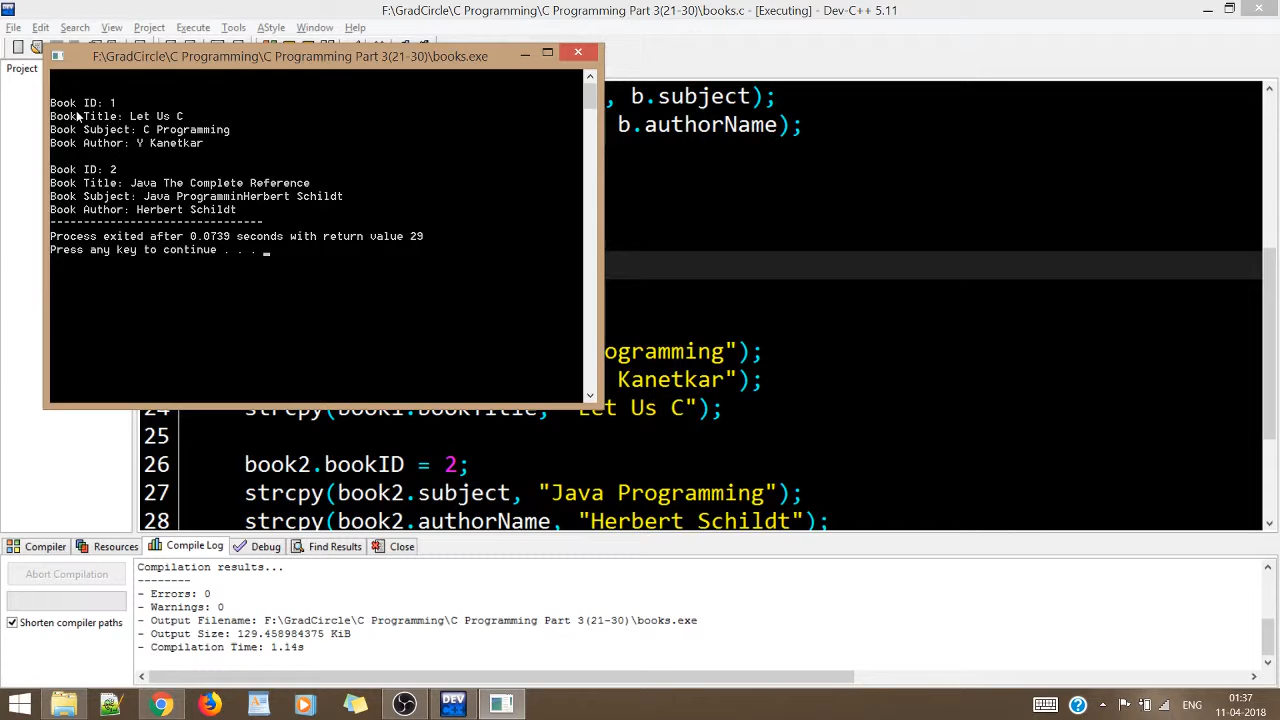 F:\GradCircle\C Programming\C Programming Part 3(21-30)\books.c - [Executing] - Dev-C++ 5.11
File Edit Search View Project Execute Tools AStyle Window Help
F:\GradCircle\C Programming\C Programming Part 3(21-30)\books.exe
Project
Book ID: 1
Book Title: Let Us C
Book Subject: C Programming
Book Author: Y Kanetkar
Book ID: 2
Book Title: Java The Complete Reference
Book Subject: Java ProgramminHerbert Schildt
Book Author: Herbert Schildt
--------------------------------
Process exited after 0.0739 seconds with return value 29
Press any key to continue . . . _
, b.subject);
b.authorName);
ogramming");
Kanetkar");
24 strcpy(book1.bookTitle, "Let Us C");
25
26 book2.bookID = 2;
27 strcpy(book2.subject, "Java Programming");
28 strcpy(book2.authorName, "Herbert Schildt");
Compiler Resources Compile Log Debug Find Results Close
Abort Compilation
Shorten compiler paths
Compilation results...
--------
- Errors: 0
- Warnings: 0
- Output Filename: F:\GradCircle\C Programming\C Programming Part 3(21-30)\books.exe
- Output Size: 129.458984375 KiB
- Compilation Time: 1.14s
DEV
ENG
01:37
11-04-2018